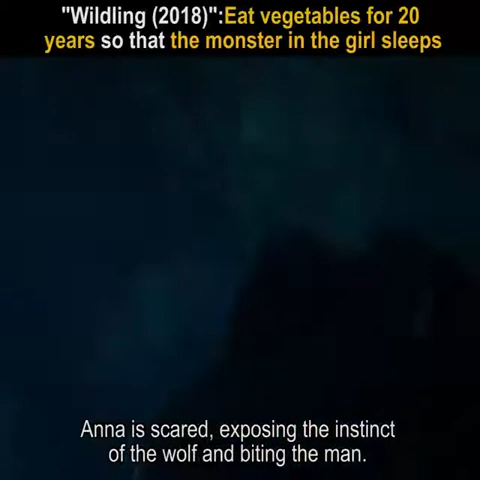 "Wildling (2018)":Eat vegetables for 20
years so that the monster in the girl sleeps
Anna is scared, exposing the instinct
of the wolf and biting the man.